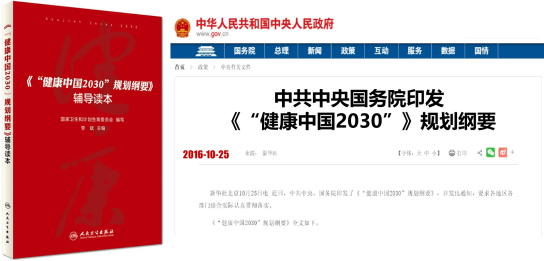 《“健康中国2030”规划纲要》
辅导读本
国家卫生和计划生育委员会 编写
李斌 主编
人民卫生出版社
《“健康中国2030”规划纲要》辅导读本
中华人民共和国中央人民政府
www.gov.cn
国务院 总理 新闻 政策 互动 服务 数据 国情
首页 > 政策 > 中央有关文件
中共中央国务院印发
《“健康中国2030”》规划纲要
2016-10-25 来源: 新华社 【字体: 大 中 小】 打印
新华社北京10月25日电 近日,中共中央、国务院印发了《“健康中国2030”规划纲要》,并发出通知,要求各地区各
部门结合实际认真贯彻落实。
《“健康中国2030”规划纲要》全文如下。